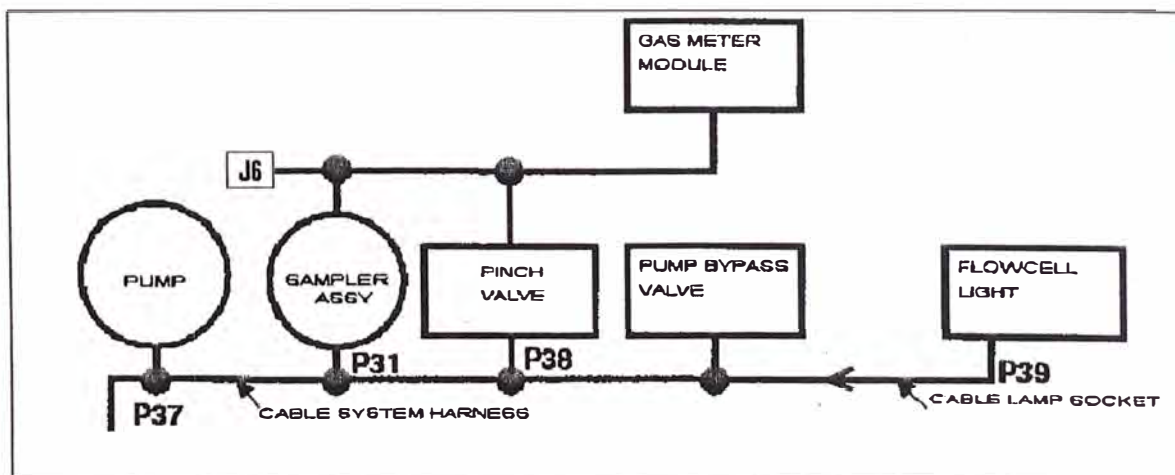 GAS METER
MODULE
J6
PUMP
SAMPLER
ASSY
PINCH
VALVE
PUMP BYPASS
VALVE
FLOWCELL
LIGHT
P31
P38
P39
P37
CABLE SYSTEM HARNESS
CABLE LAMP SOCKET